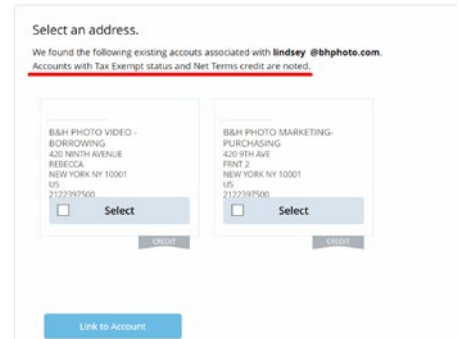 Select an address.
We found the following existing accouts associated with lindsey @bhphoto.com.
Accounts with Tax Exempt status and Net Terms credit are noted.
B&H PHOTO VIDEO -
BORROWING
420 NINTH AVENUE
REBECCA
NEW YORK NY 10001
US
2122397500
Select
CREDIT
B&H PHOTO MARKETING-
PURCHASING
420 9TH AVE
FRNT 2
NEW YORK NY 10001
US
2122397500
Select
CREDIT
Link to Account